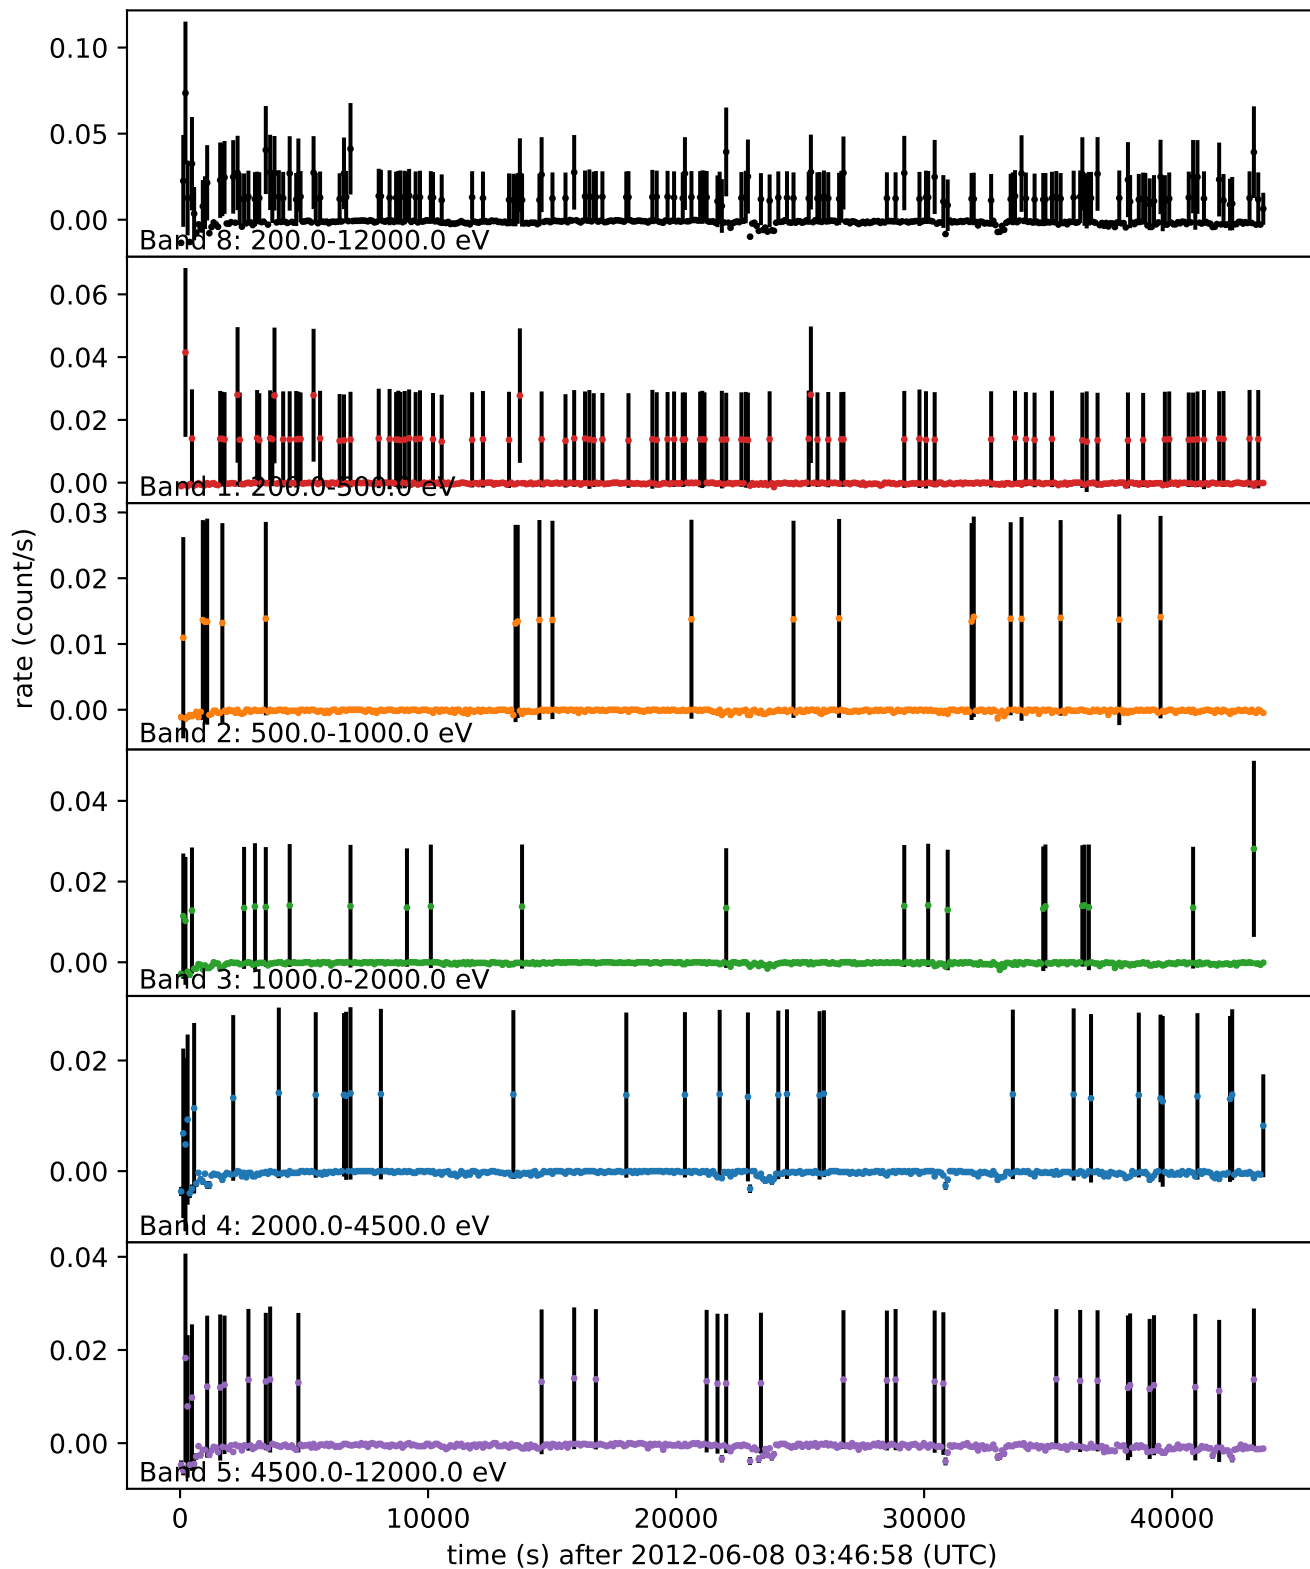 0.10
0.05
0.00
Band 8: 200.0-12000.0 eV
0.06
0.04
0.02
0.00
Band 1: 200.0-500.0 eV
0.03
0.02
0.01
0.00
Band 2: 500.0-1000.0 eV
rate (count/s)
0.04
0.02
0.00
Band 3: 1000.0-2000.0 eV
0.02
0.00
Band 4: 2000.0-4500.0 eV
0.04
0.02
0.00
Band 5: 4500.0-12000.0 eV
0 10000 20000 30000 40000
time (s) after 2012-06-08 03:46:58 (UTC)